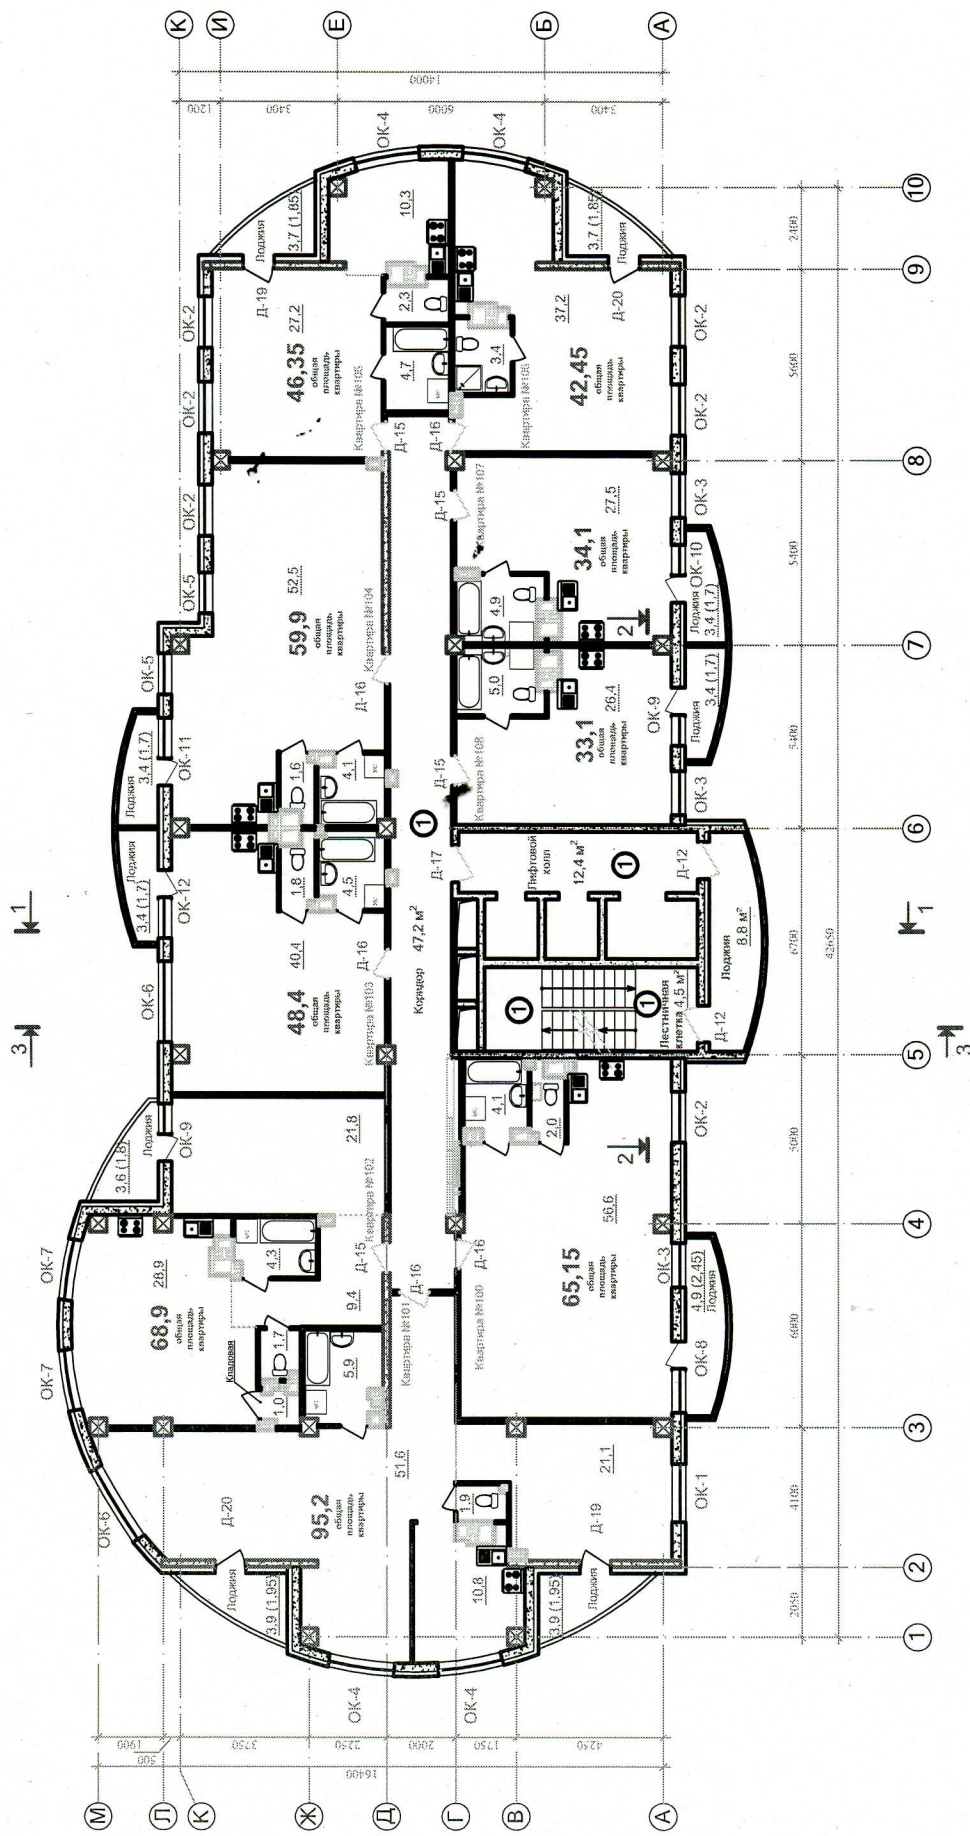 К
И
Е
Б
А
1200
3400
6000
3400
14000
ОК-4
ОК-4
10
9
8
7
6
5
4
3
2
1
2400
5600
5400
5400
6700
5000
6000
4100
2050
42650
М
Л
К
Ж
Д
Г
В
А
1900
500
3750
2250
2000
1750
4250
16400
ОК-2
ОК-2
ОК-2
ОК-5
ОК-5
ОК-11
ОК-12
ОК-6
ОК-9
ОК-7
ОК-7
ОК-6
ОК-4
ОК-4
Лоджия
3,7 (1,85)
Д-19
27,2
46,35
общая
площадь
квартиры
Квартира №105
10,3
2,3
4,7
Д-15
Лоджия
3,7 (1,85)
Д-20
37,2
42,45
общая
площадь
квартиры
Квартира №106
3,4
Д-16
ОК-2
ОК-2
52,5
59,9
общая
площадь
квартиры
Квартира №104
Д-16
1,6
4,1
Лоджия
3,4 (1,7)
Квартира №107
Д-15
27,5
34,1
общая
площадь
квартиры
4,9
ОК-3
ОК-10
Лоджия
3,4 (1,7)
2
Квартира №108
Д-15
26,4
33,1
общая
площадь
квартиры
5,0
ОК-9
ОК-3
Лоджия
3,4 (1,7)
Лоджия
3,4 (1,7)
1,8
4,5
40,4
48,4
общая
площадь
квартиры
Квартира №103
Д-16
1
Коридор
47,2 м²
Д-17
Лифтовой
холл
12,4 м²
1
Д-12
Лоджия
8,8 м²
1
1
Лестничная
клетка 4,5 м²
Д-12
1
1
3
3
Лоджия
3,6 (1,8)
21,8
Квартира №102
Д-15
28,9
68,9
общая
площадь
квартиры
Кладовая
4,3
9,4
1,7
1,0
4,1
2,0
2
56,6
65,15
общая
площадь
квартиры
Квартира №100
Д-16
ОК-2
ОК-3
ОК-8
4,9 (2,45)
Лоджия
Квартира №101
Д-16
5,9
51,6
95,2
общая
площадь
квартиры
Д-20
Лоджия
3,9 (1,95)
1,9
10,8
21,1
Д-19
Лоджия
3,9 (1,95)
ОК-1